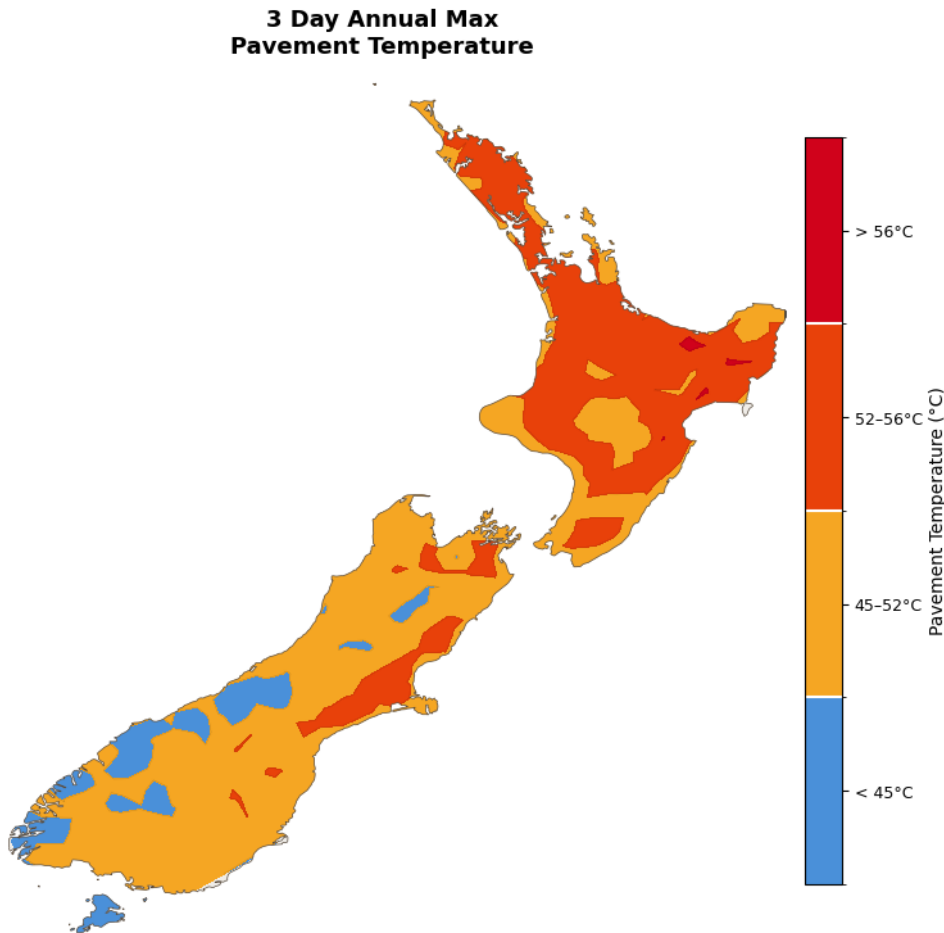 3 Day Annual Max
Pavement Temperature
> 56°C
52–56°C
45–52°C
< 45°C
Pavement Temperature (°C)